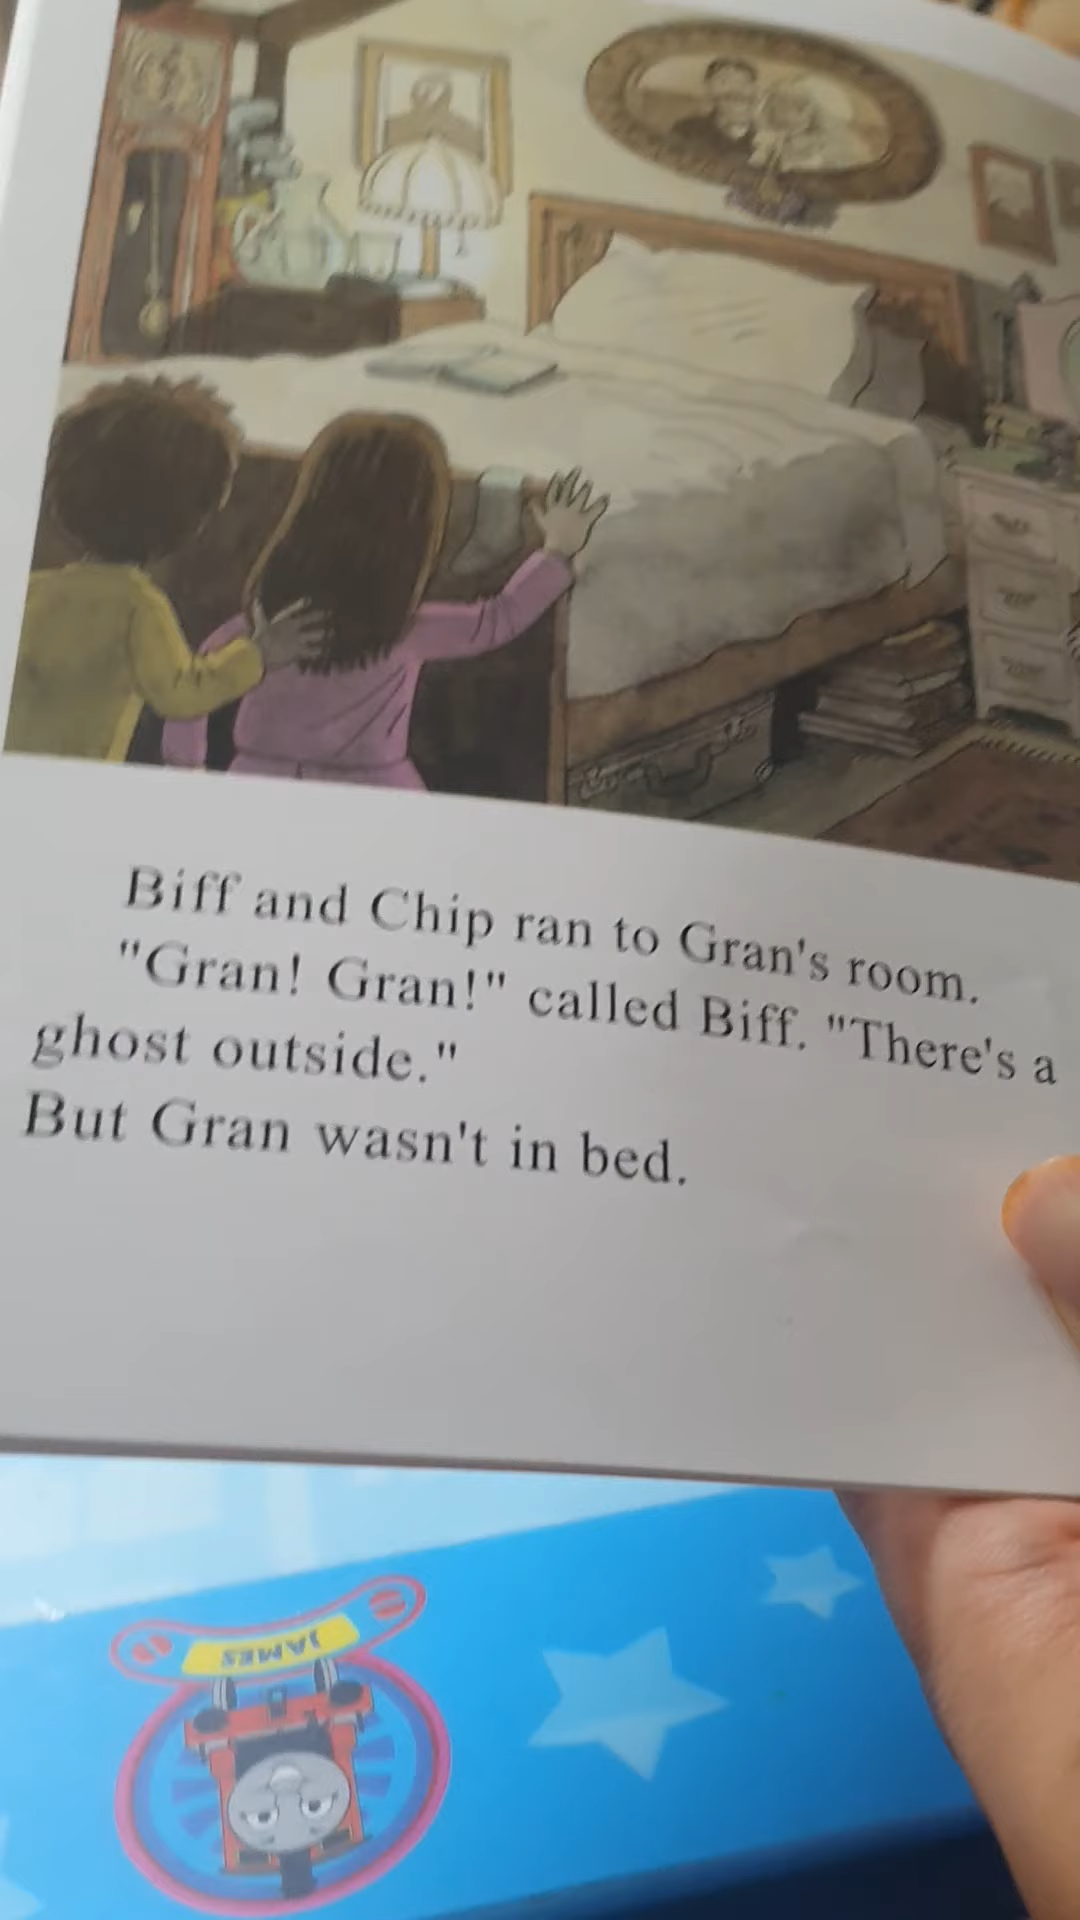 Biff and Chip ran to Gran's room.
"Gran! Gran!" called Biff. "There's a
ghost outside."
But Gran wasn't in bed.
JAMES